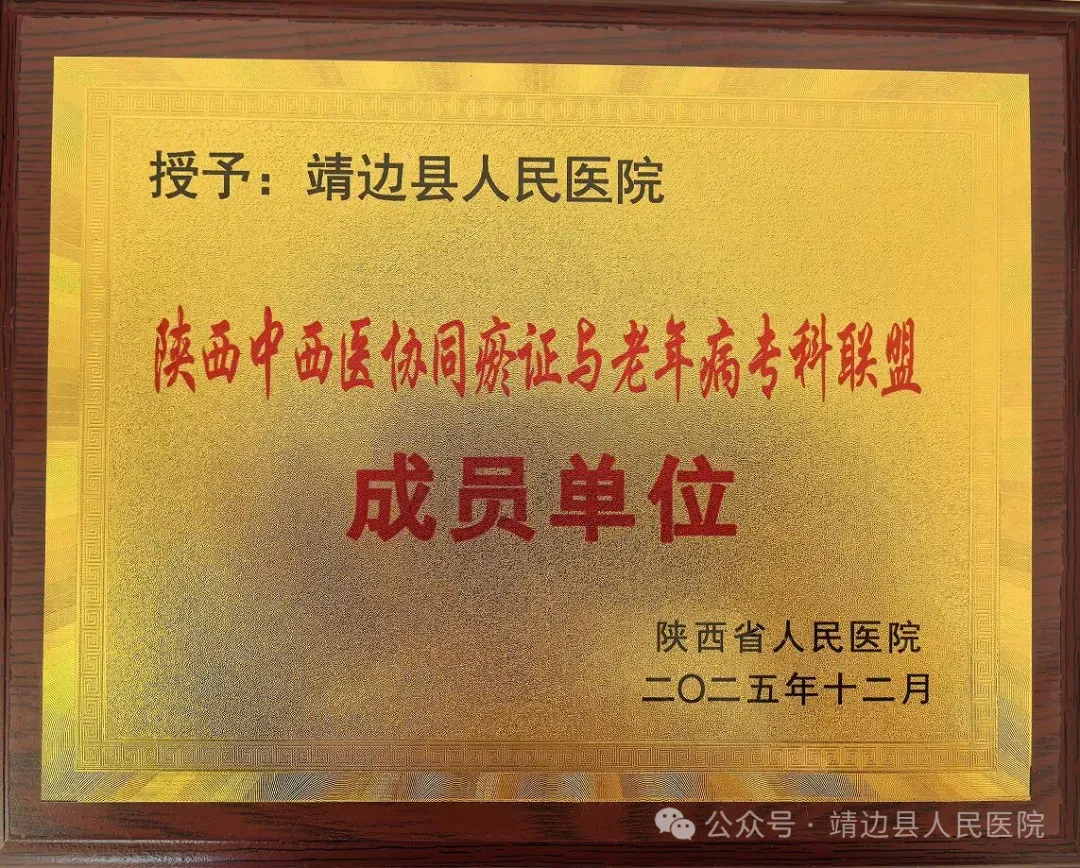 授予：靖边县人民医院
陕西中西医协同瘀证与老年病专科联盟
成员单位
陕西省人民医院
二〇二五年十二月
公众号·靖边县人民医院